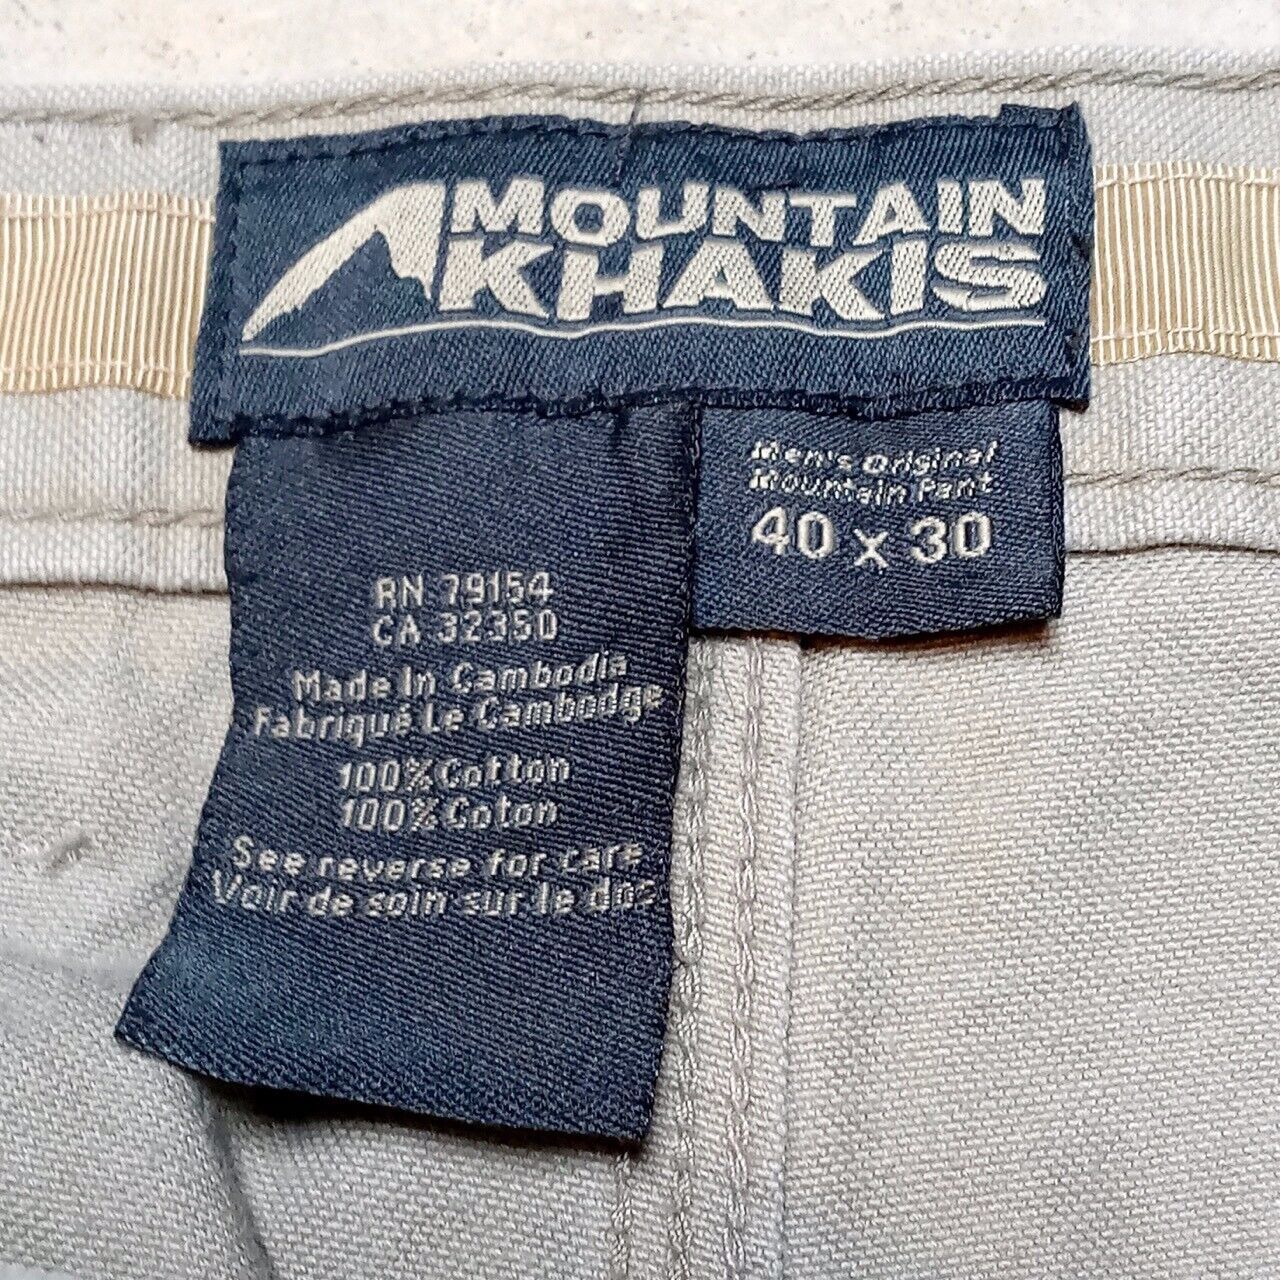 MOUNTAIN
KHAKIS
Men's Original
Mountain Pant
40 x 30
RN 79154
CA 32350
Made In Cambodia
Fabriqué Le Cambodge
100% Cotton
100% Coton
See reverse for care
Voir de soin sur le dos